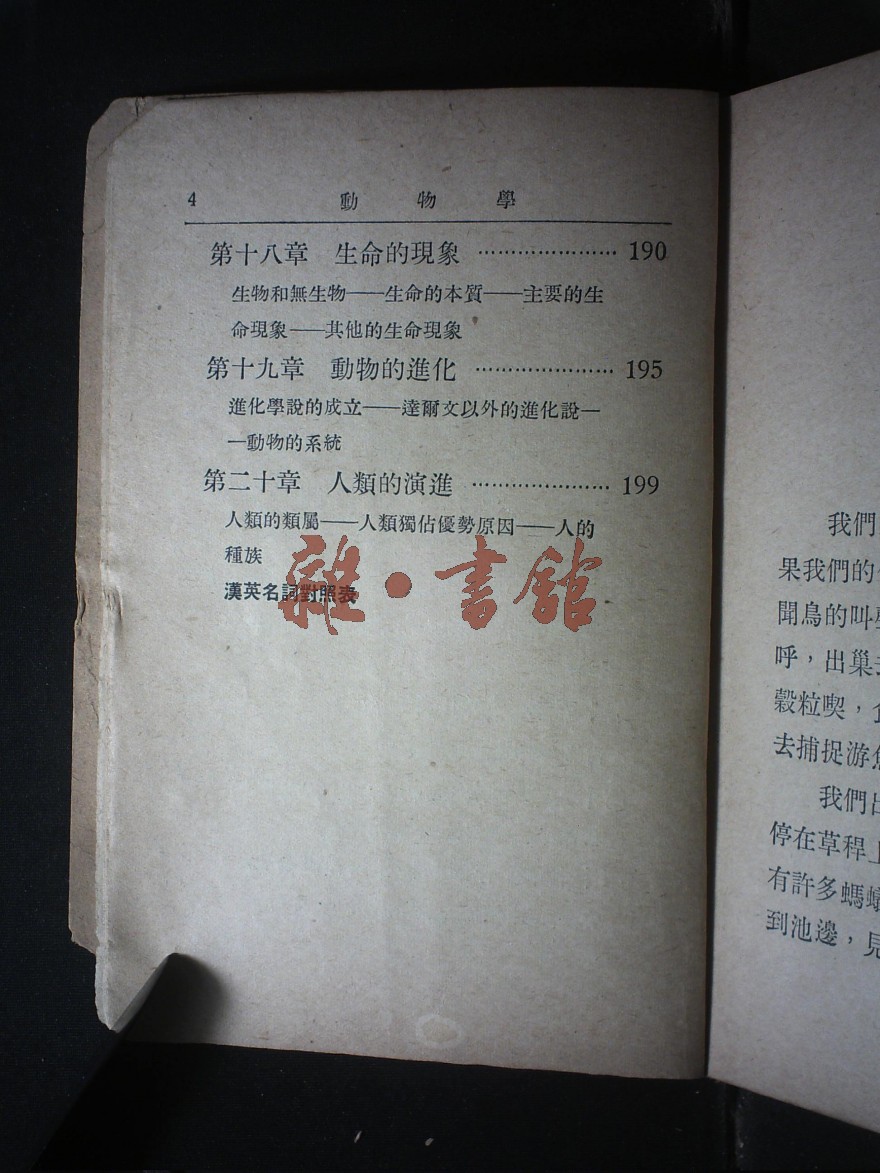 4 動物學
第十八章 生命的現象 ………………… 190
生物和無生物——生命的本質——主要的生
命現象——其他的生命現象
第十九章 動物的進化 ………………… 195
進化學說的成立——達爾文以外的進化說—
—動物的系統
第二十章 人類的演進 ………………… 199
人類的類屬——人類獨佔優勢原因——人的
種族
漢英名詞對照表
雜·書館
我們
果我們的
聞鳥的叫
呼，出巢
穀粒喫，
去捕捉游
我們出
停在草稈上
有許多螞蟻
到池邊，見